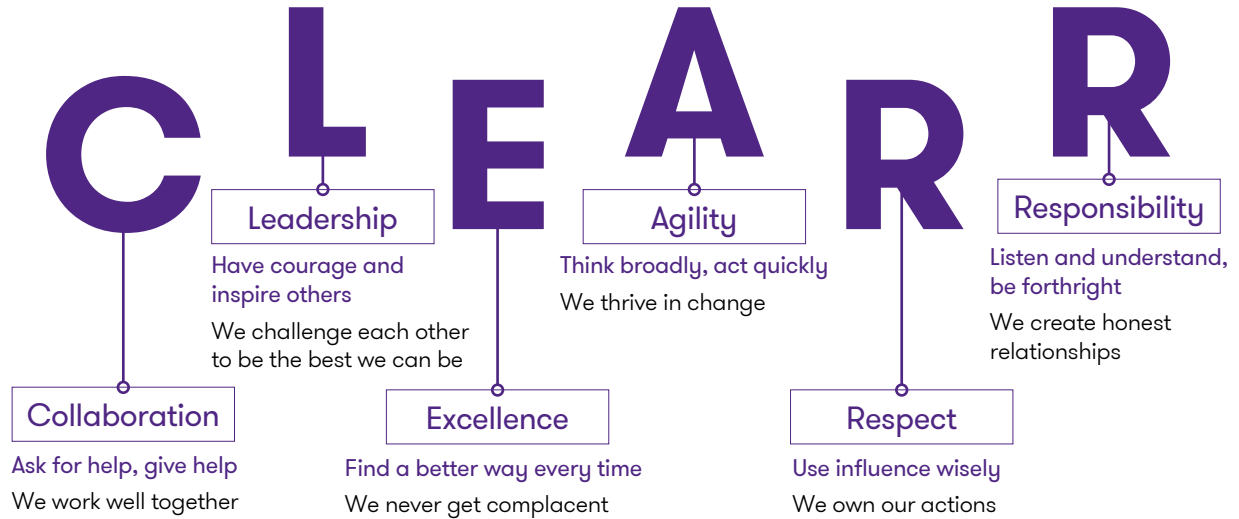 C L E A R R
Collaboration
Ask for help, give help
We work well together
Leadership
Have courage and
inspire others
We challenge each other
to be the best we can be
Excellence
Find a better way every time
We never get complacent
Agility
Think broadly, act quickly
We thrive in change
Respect
Use influence wisely
We own our actions
Responsibility
Listen and understand,
be forthright
We create honest
relationships